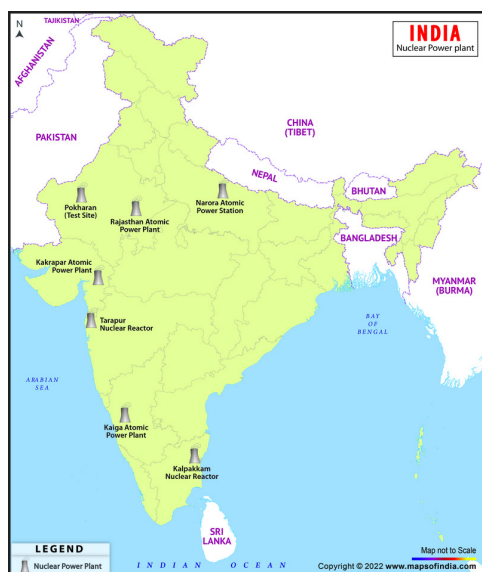 N
TAJIKISTAN
INDIA
Nuclear Power plant
AFGHANISTAN
CHINA
(TIBET)
PAKISTAN
NEPAL
BHUTAN
Pokharan
(Test Site)
Rajasthan Atomic
Power Plant
Narora Atomic
Power Station
BANGLADESH
Kakrapar Atomic
Power Plant
MYANMAR
(BURMA)
Tarapur
Nuclear Reactor
BAY
OF
BENGAL
ARABIAN
SEA
Kaiga Atomic
Power Plant
Kalpakkam
Nuclear Reactor
SRI
LANKA
LEGEND
Nuclear Power Plant
INDIAN OCEAN
Map not to Scale
Copyright © 2022 www.mapsofindia.com